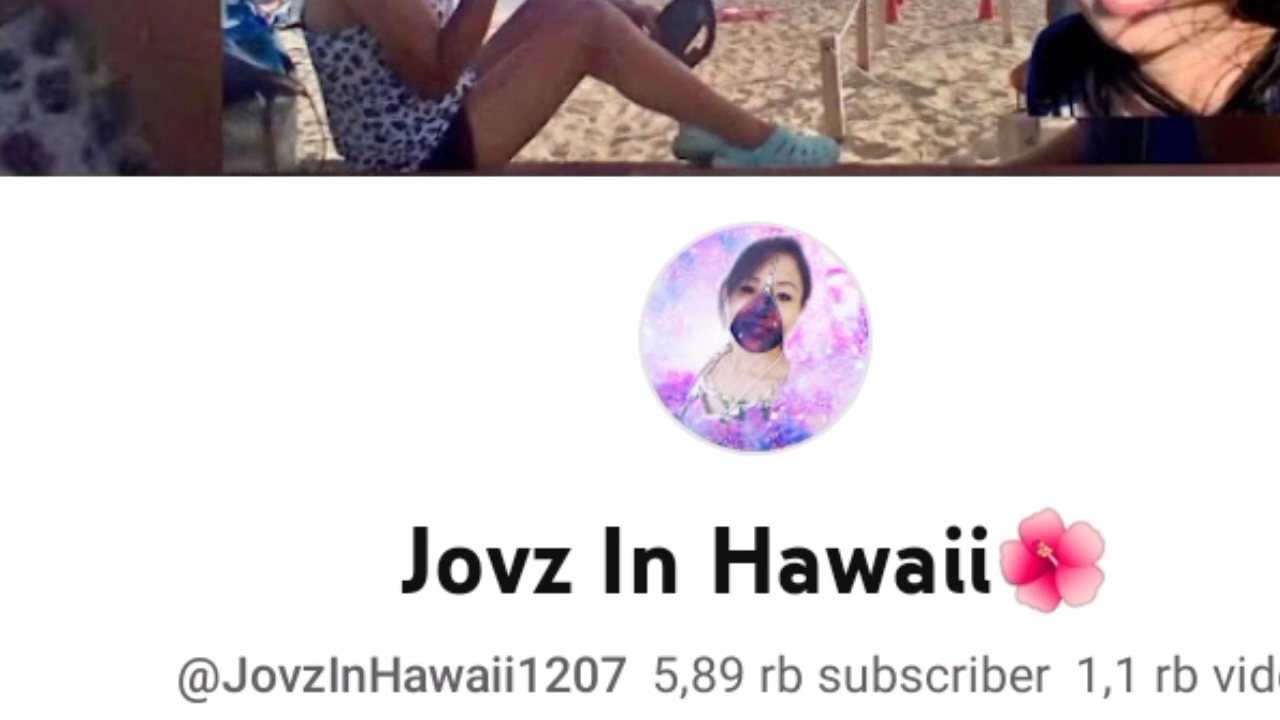 Jovz In Hawaii🌺
@JovzInHawaii1207 5,89 rb subscriber 1,1 rb